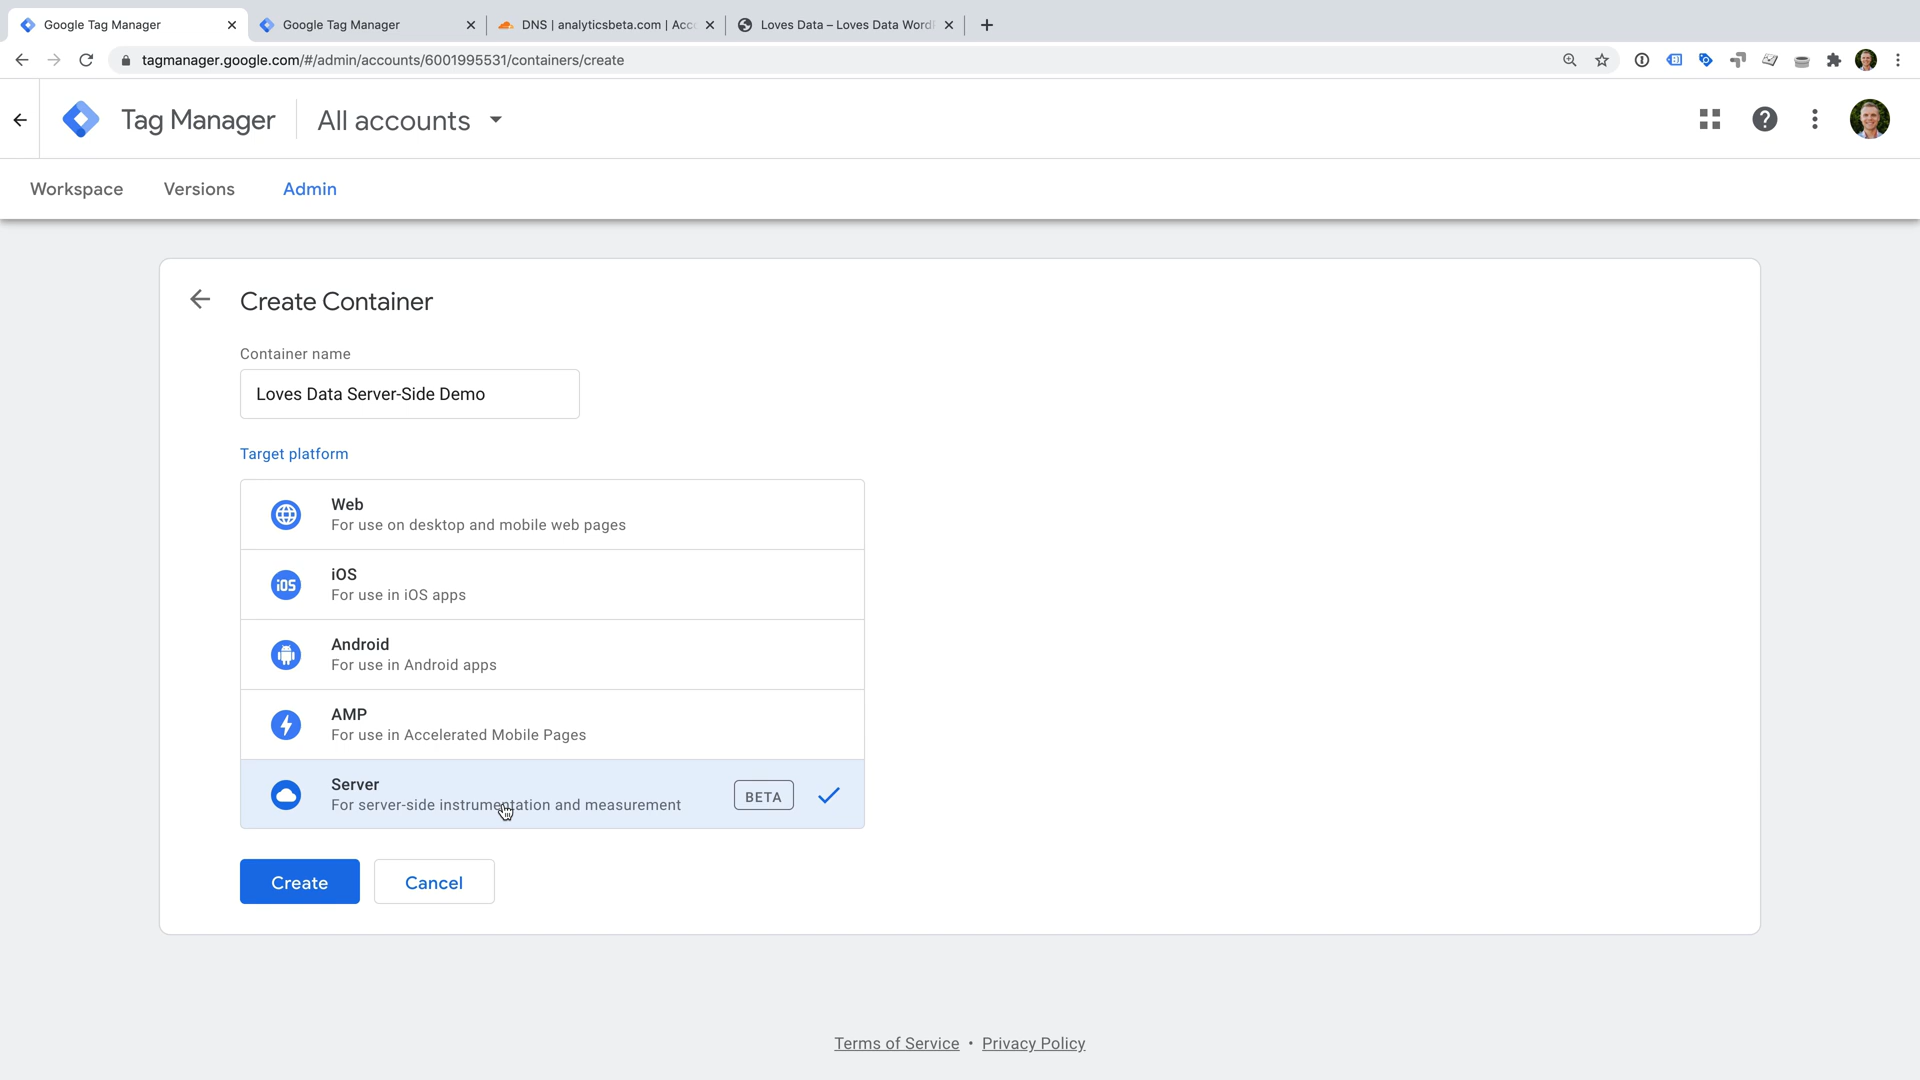 Google Tag Manager
Google Tag Manager
DNS | analyticsbeta.com | Acc
Loves Data – Loves Data Word
tagmanager.google.com/#/admin/accounts/6001995531/containers/create
Tag Manager
All accounts
Workspace
Versions
Admin
Create Container
Container name
Loves Data Server-Side Demo
Target platform
Web
For use on desktop and mobile web pages
iOS
iOS
For use in iOS apps
Android
For use in Android apps
AMP
For use in Accelerated Mobile Pages
Server
For server-side instrumentation and measurement
BETA
Create
Cancel
Terms of Service • Privacy Policy